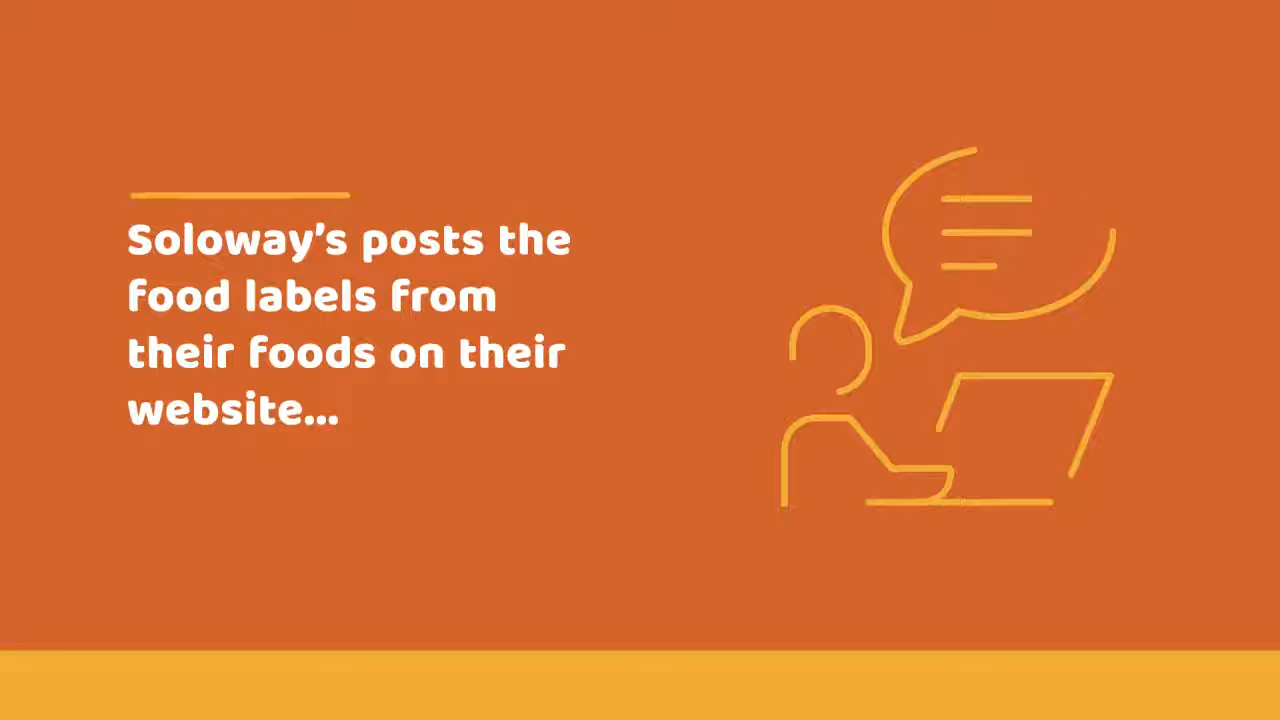 Soloway's posts the
food labels from
their foods on their
website...